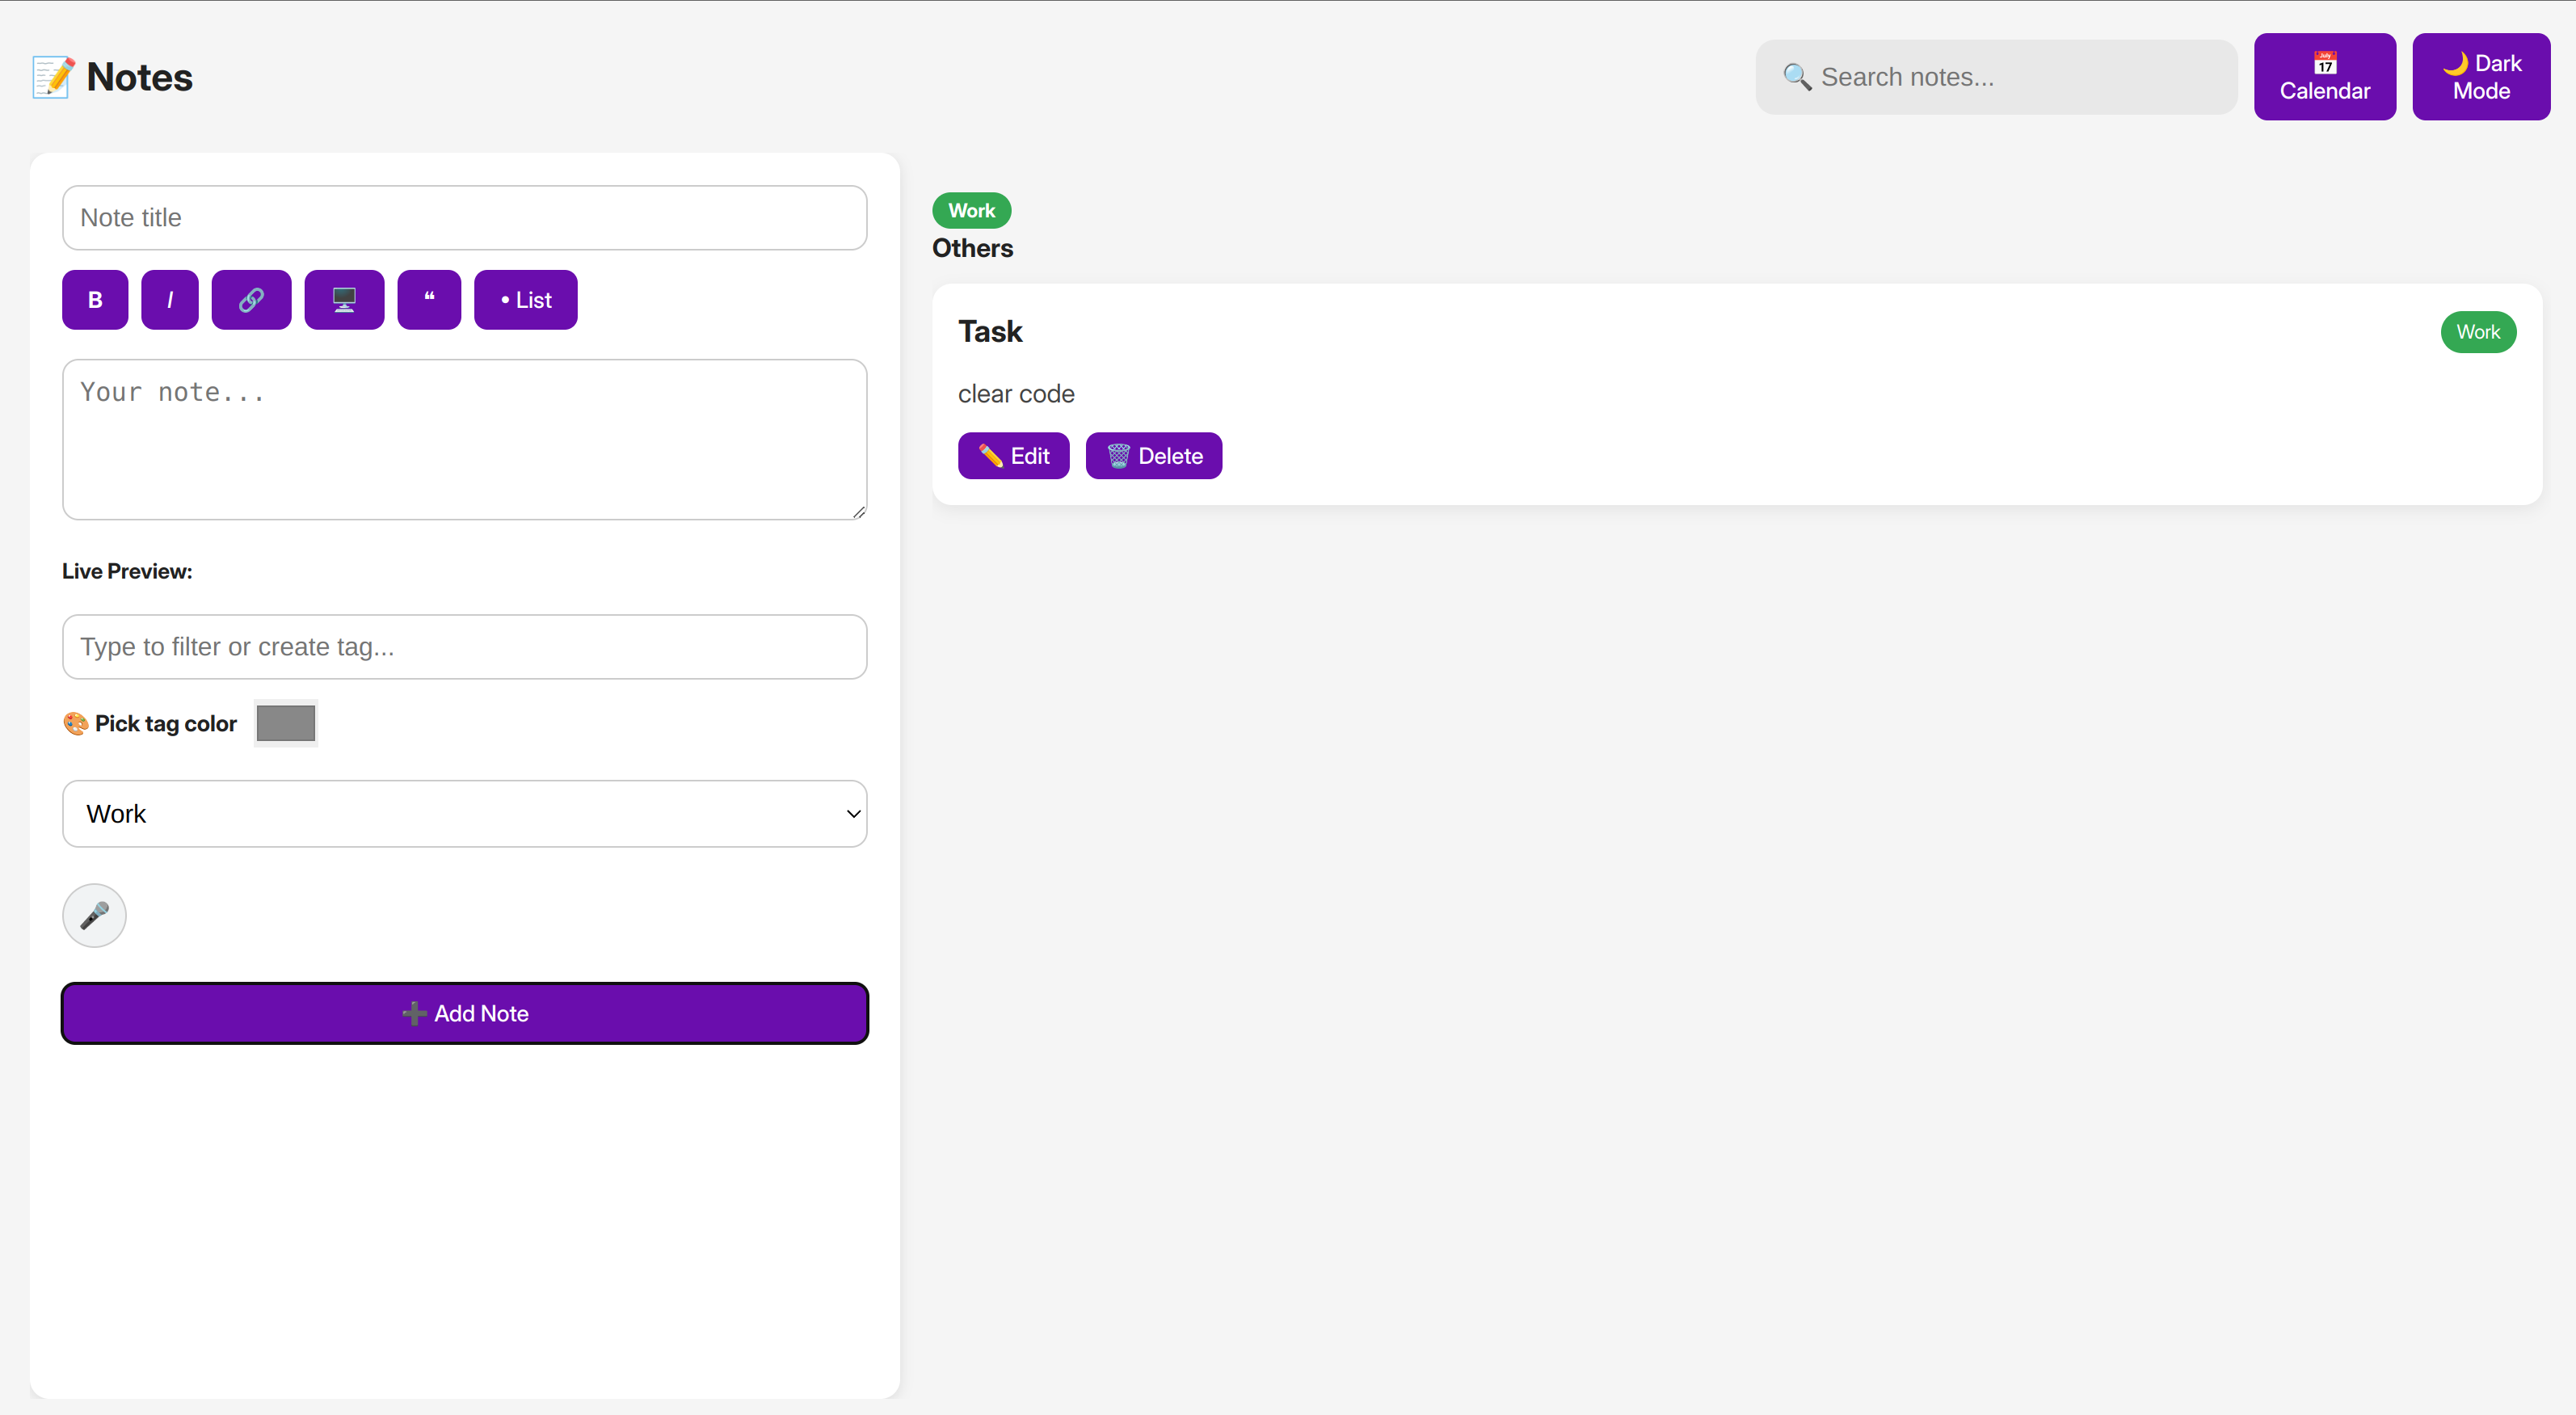 📝 Notes
🔍 Search notes...
📅
Calendar
🌙 Dark
Mode
Note title
B
I
🔗
🖥️
❝
• List
Your note...
Live Preview:
Type to filter or create tag...
🎨 Pick tag color
Work
🎤
➕ Add Note
Work
Others
Task
Work
clear code
✏️ Edit
🗑️ Delete